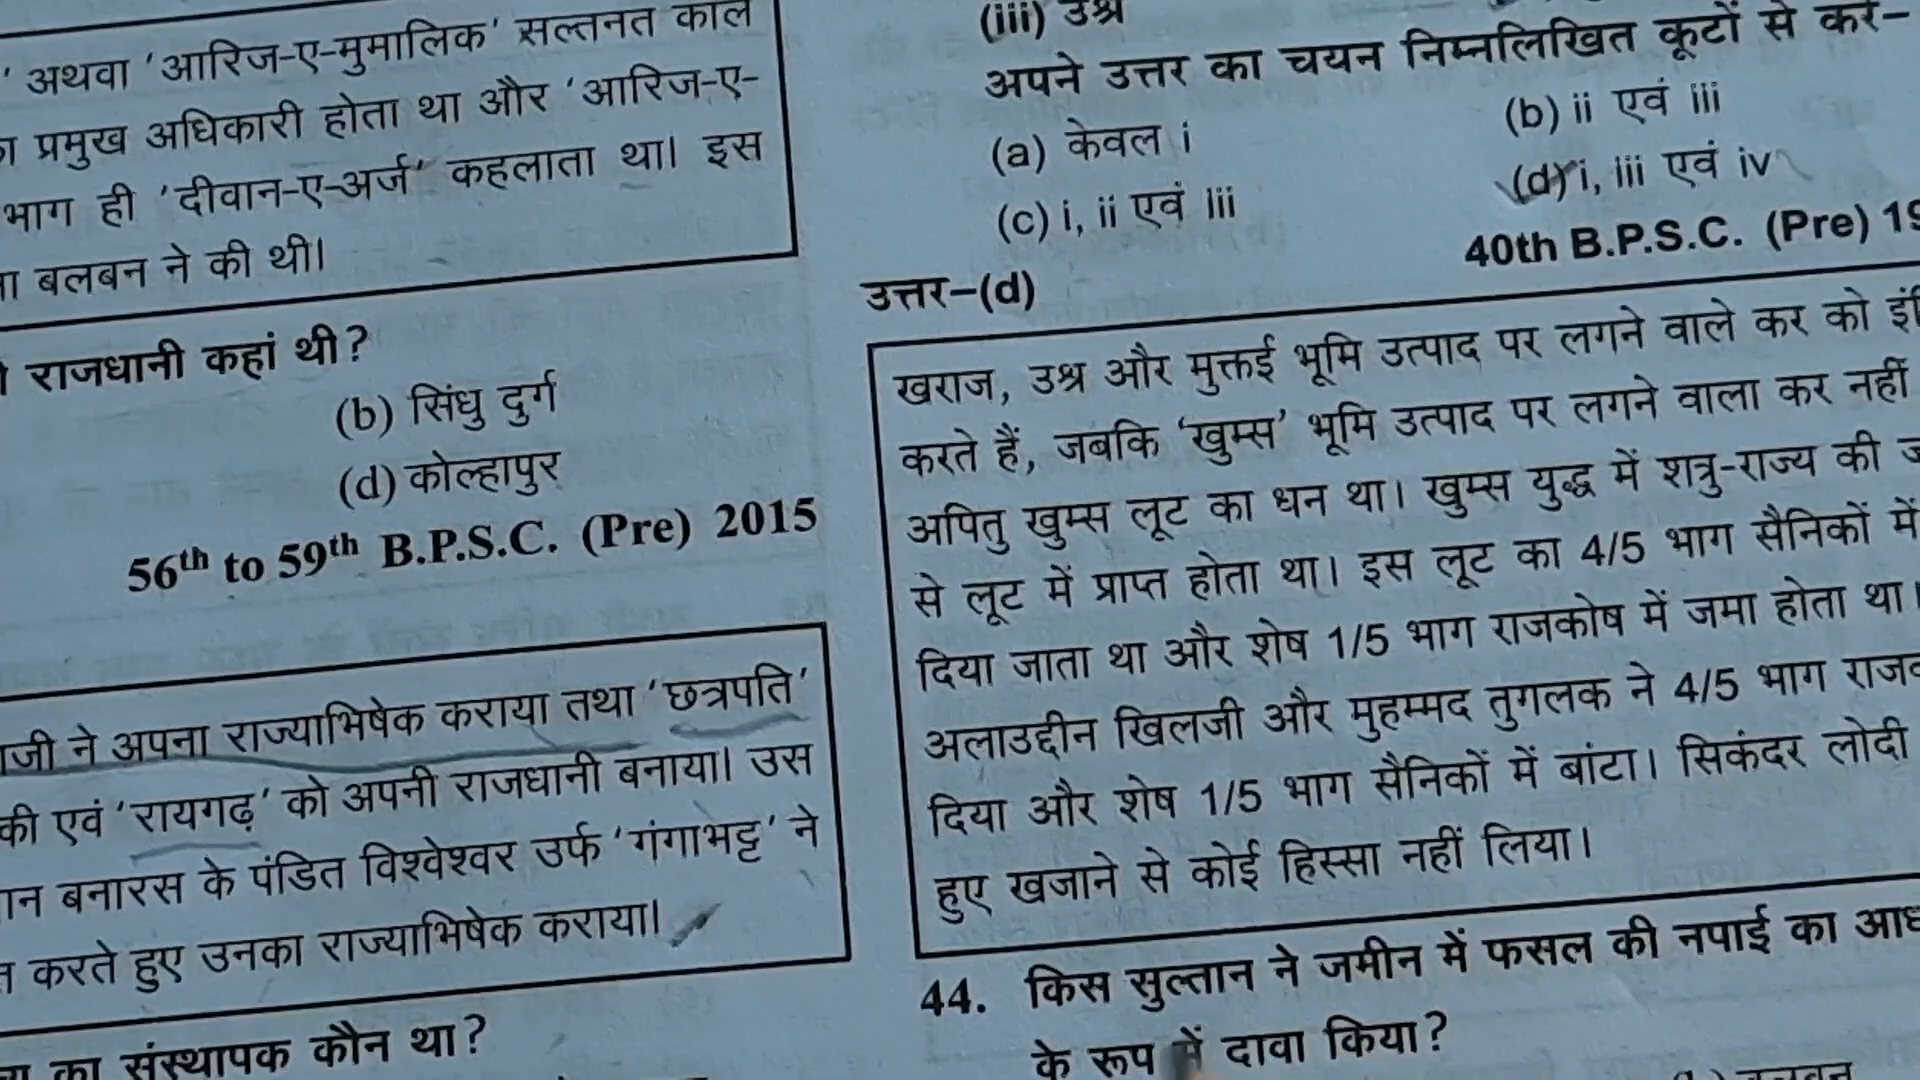 अथवा 'आरिज-ए-मुमालिक' सल्तनत काल
प्रमुख अधिकारी होता था और 'आरिज-ए-
भाग ही 'दीवान-ए-अर्ज' कहलाता था। इस
बलबन ने की थी।
राजधानी कहां थी?
(b) सिंधु दुर्ग
(d) कोल्हापुर
56th to 59th B.P.S.C. (Pre) 2015
ने अपना राज्याभिषेक कराया तथा 'छत्रपति'
की एवं 'रायगढ़' को अपनी राजधानी बनाया। उस
बनारस के पंडित विश्वेश्वर उर्फ 'गंगाभट्ट' ने
करते हुए उनका राज्याभिषेक कराया।
का संस्थापक कौन था?
(iii) उश्र
अपने उत्तर का चयन निम्नलिखित कूटों से करें-
(a) केवल i
(b) ii एवं iii
(c) i, ii एवं iii
(d) i, iii एवं iv
40th B.P.S.C. (Pre)
उत्तर-(d)
खराज, उश्र और मुक्तई भूमि उत्पाद पर लगने वाले कर को
करते हैं, जबकि 'खुम्स' भूमि उत्पाद पर लगने वाला कर नहीं
अपितु खुम्स लूट का धन था। खुम्स युद्ध में शत्रु-राज्य की
से लूट में प्राप्त होता था। इस लूट का 4/5 भाग सैनिकों में
दिया जाता था और शेष 1/5 भाग राजकोष में जमा होता था।
अलाउद्दीन खिलजी और मुहम्मद तुगलक ने 4/5 भाग
दिया और शेष 1/5 भाग सैनिकों में बांटा। सिकंदर लोदी
हुए खजाने से कोई हिस्सा नहीं लिया।
44. किस सुल्तान ने जमीन में फसल की नपाई का
के रूप में दावा किया?